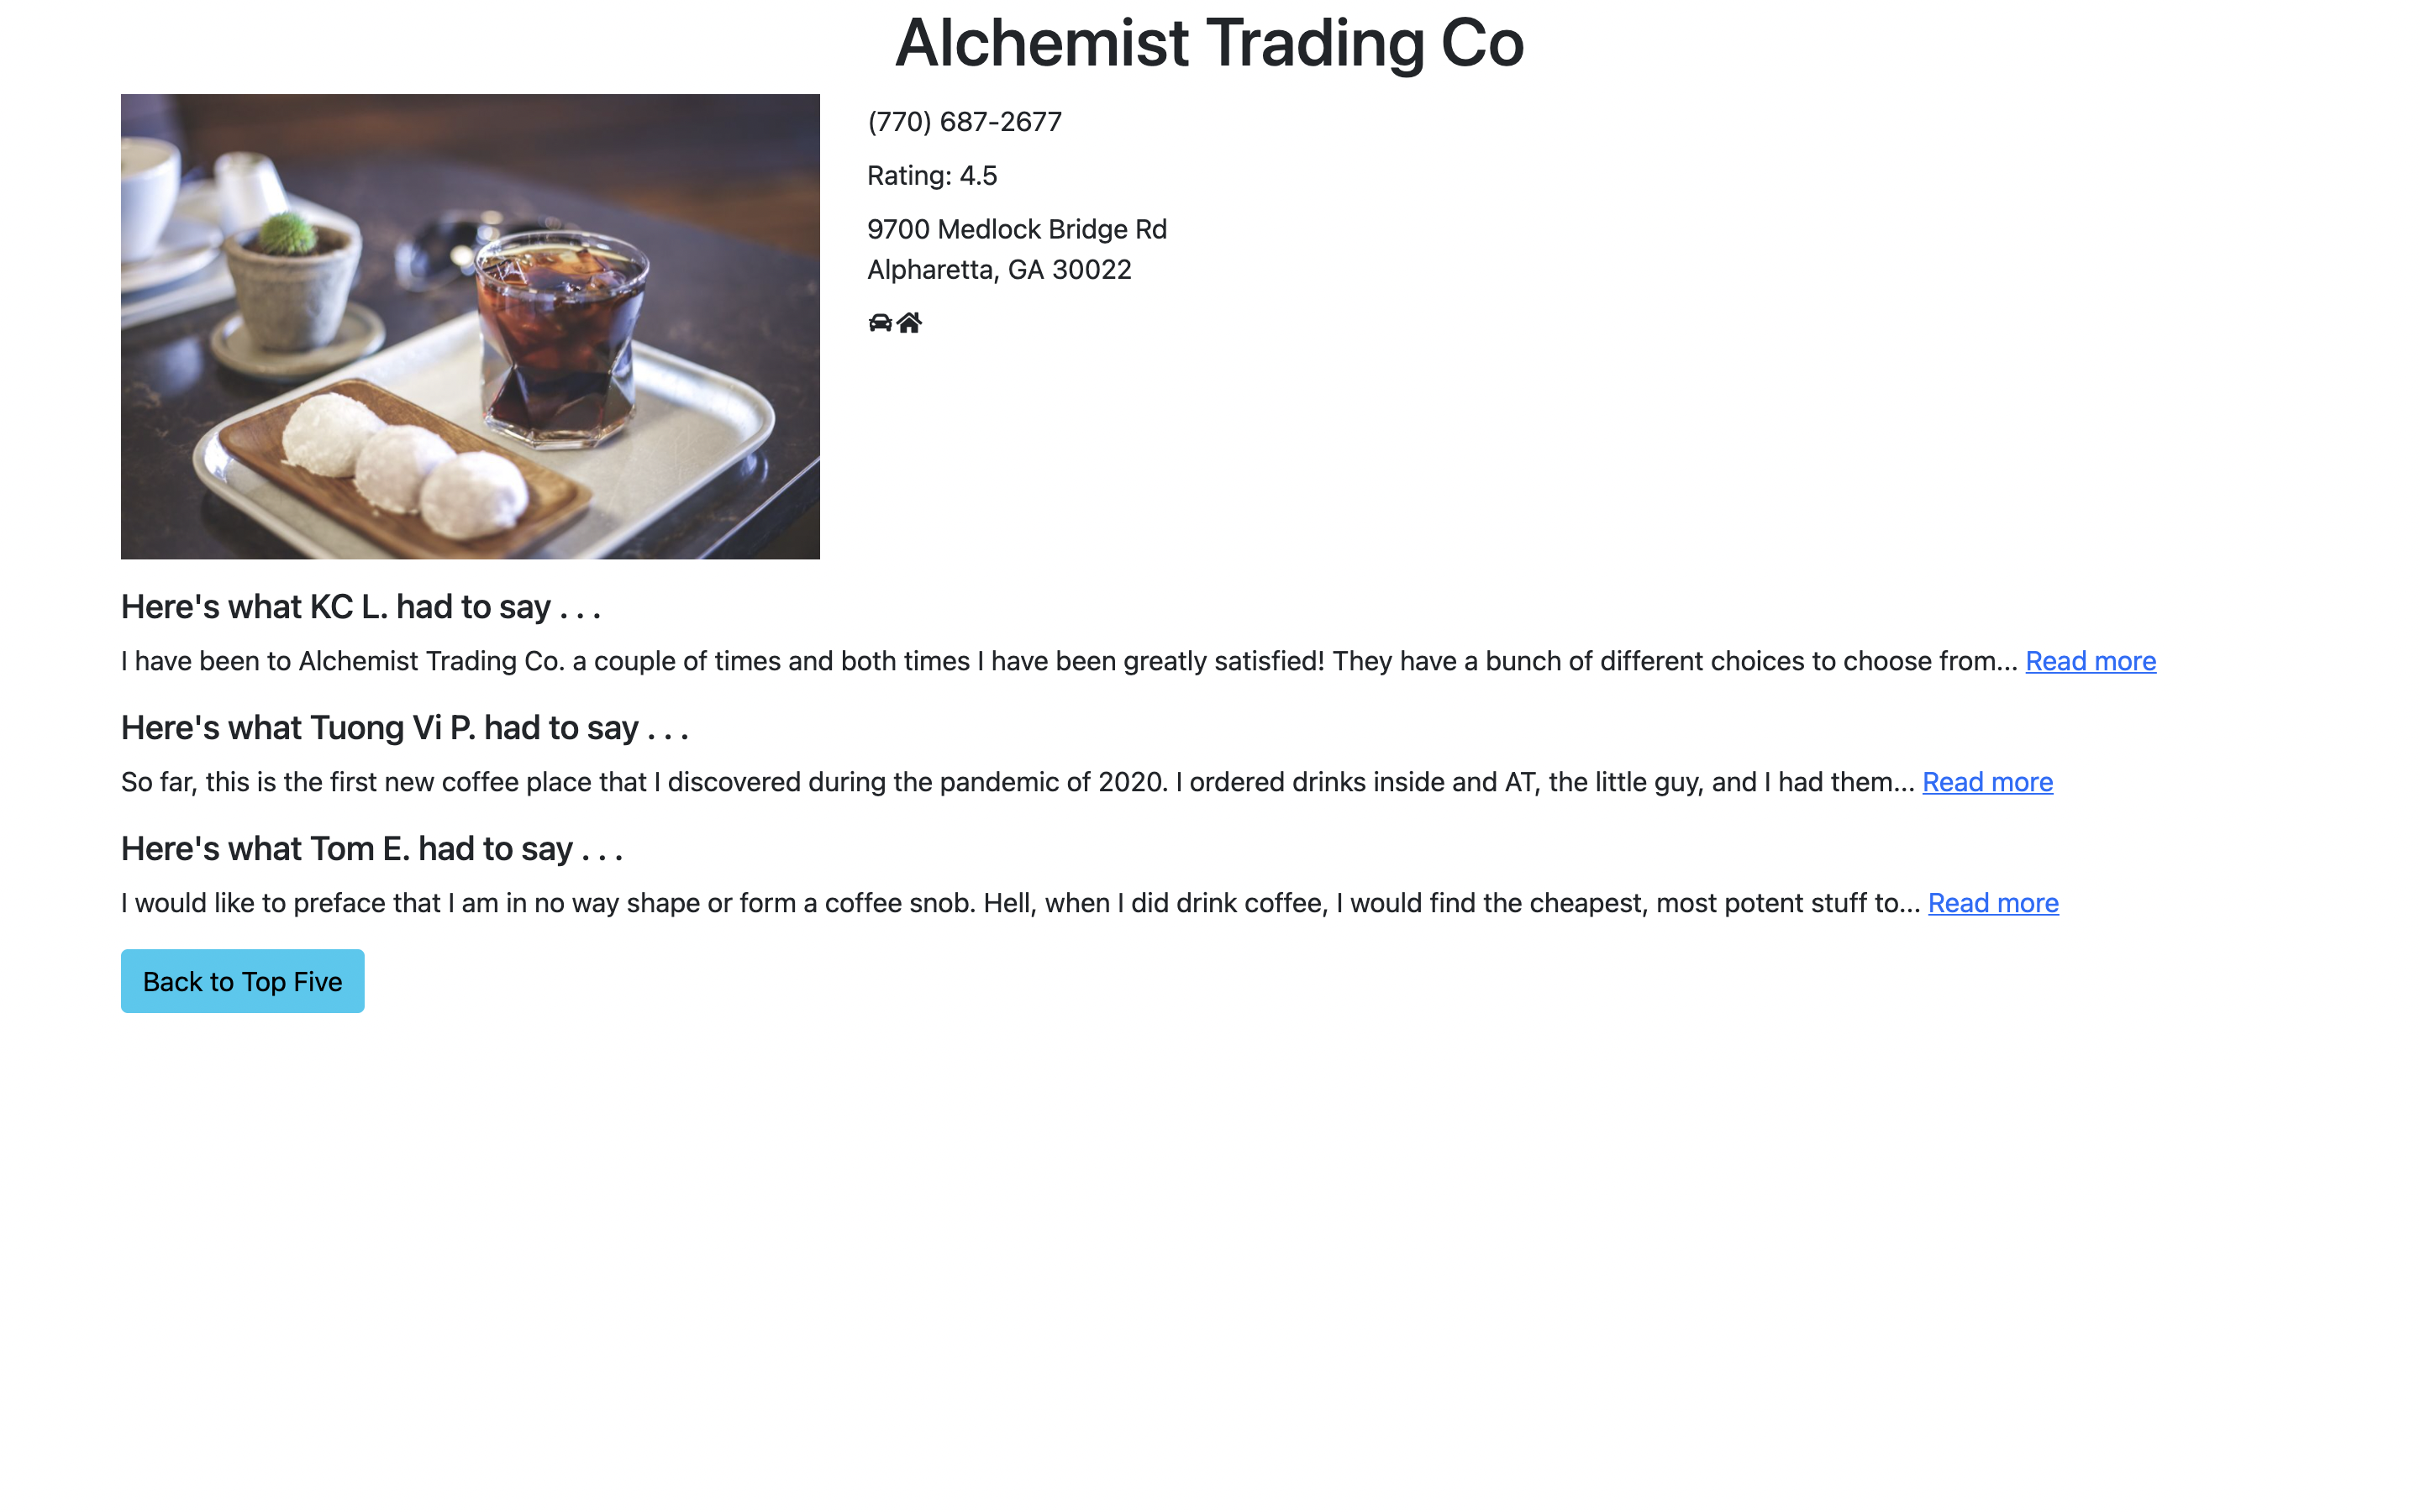 Alchemist Trading Co
(770) 687-2677
Rating: 4.5
9700 Medlock Bridge Rd
Alpharetta, GA 30022
Here's what KC L. had to say . . .
I have been to Alchemist Trading Co. a couple of times and both times I have been greatly satisfied! They have a bunch of different choices to choose from... Read more
Here's what Tuong Vi P. had to say . . .
So far, this is the first new coffee place that I discovered during the pandemic of 2020. I ordered drinks inside and AT, the little guy, and I had them... Read more
Here's what Tom E. had to say . . .
I would like to preface that I am in no way shape or form a coffee snob. Hell, when I did drink coffee, I would find the cheapest, most potent stuff to... Read more
Back to Top Five